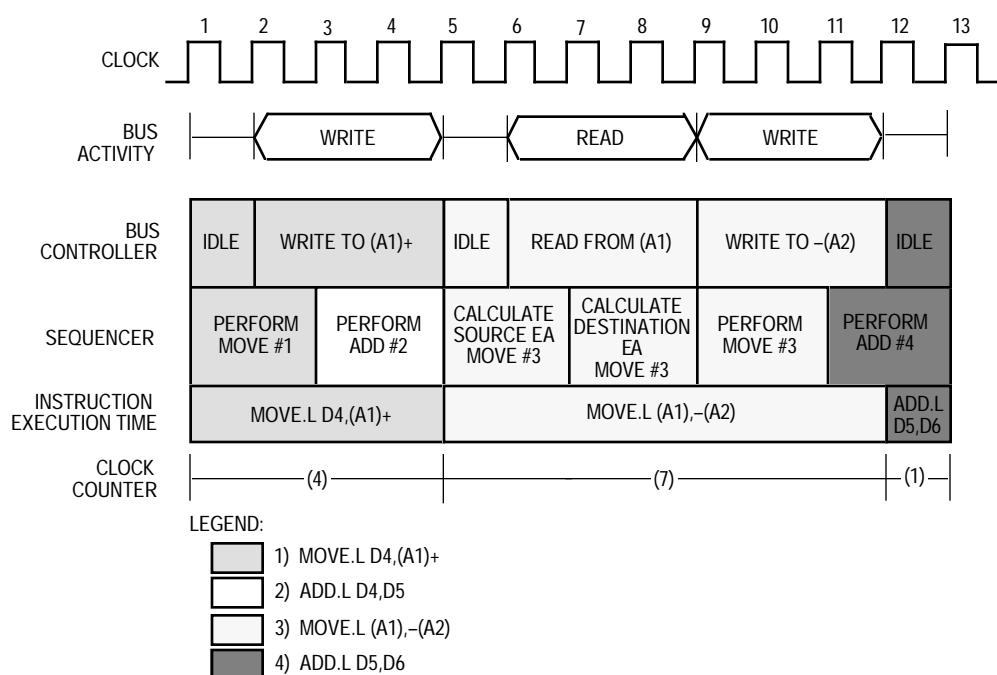 1 2 3 4 5 6 7 8 9 10 11 12 13
CLOCK
BUS
ACTIVITY
WRITE READ WRITE
BUS
CONTROLLER
IDLE WRITE TO (A1)+ IDLE READ FROM (A1) WRITE TO –(A2) IDLE
SEQUENCER
PERFORM
MOVE #1
PERFORM
ADD #2
CALCULATE
SOURCE EA
MOVE #3
CALCULATE
DESTINATION
EA
MOVE #3
PERFORM
MOVE #3
PERFORM
ADD #4
INSTRUCTION
EXECUTION TIME
MOVE.L D4,(A1)+ MOVE.L (A1),–(A2)
ADD.L
D5,D6
CLOCK
COUNTER
(4) (7) (1)
LEGEND:
1) MOVE.L D4,(A1)+
2) ADD.L D4,D5
3) MOVE.L (A1),–(A2)
4) ADD.L D5,D6